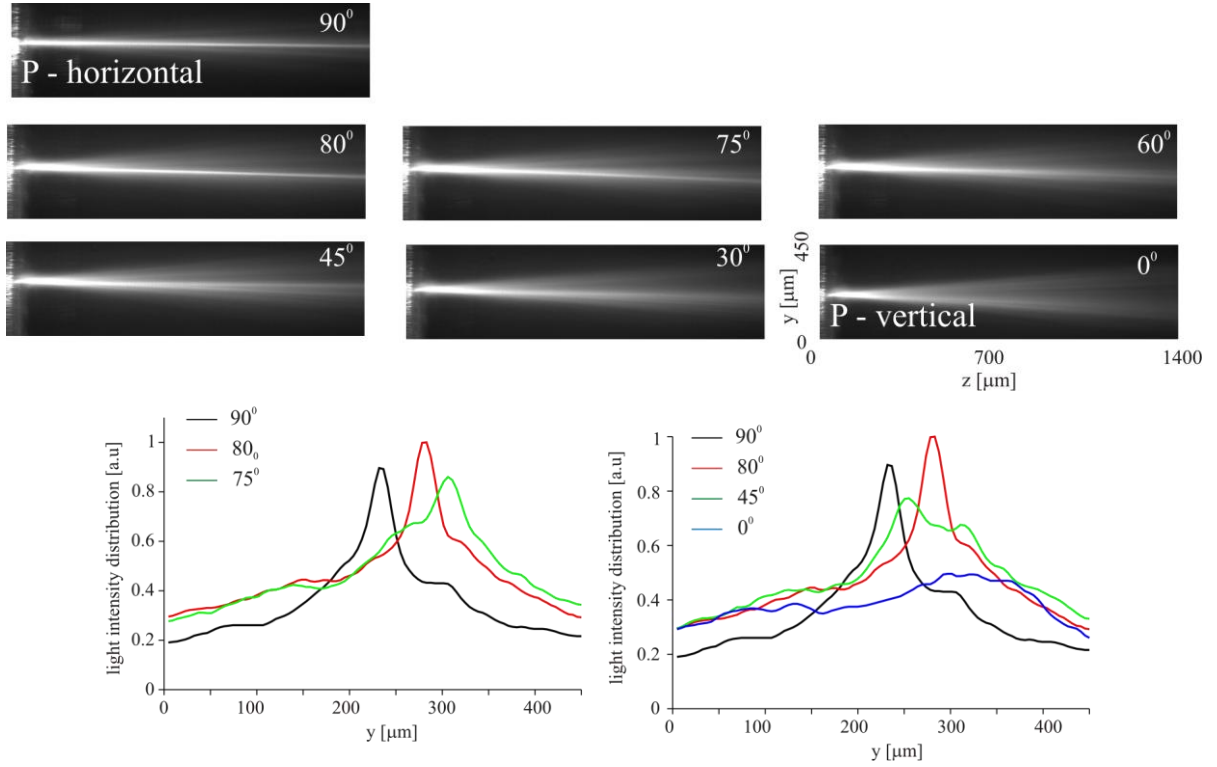 90⁰
P - horizontal
80⁰
75⁰
60⁰
45⁰
30⁰
0⁰
P - vertical
450
y [μm]
0
0 700 1400
z [μm]
90⁰
80₀
75⁰
1
0.8
0.6
0.4
0.2
0
light intensity distribution [a.u]
0 100 200 300 400
y [μm]
90⁰
80⁰
45⁰
0⁰
1
0.8
0.6
0.4
0.2
0
light intensity distribution [a.u]
0 100 200 300 400
y [μm]